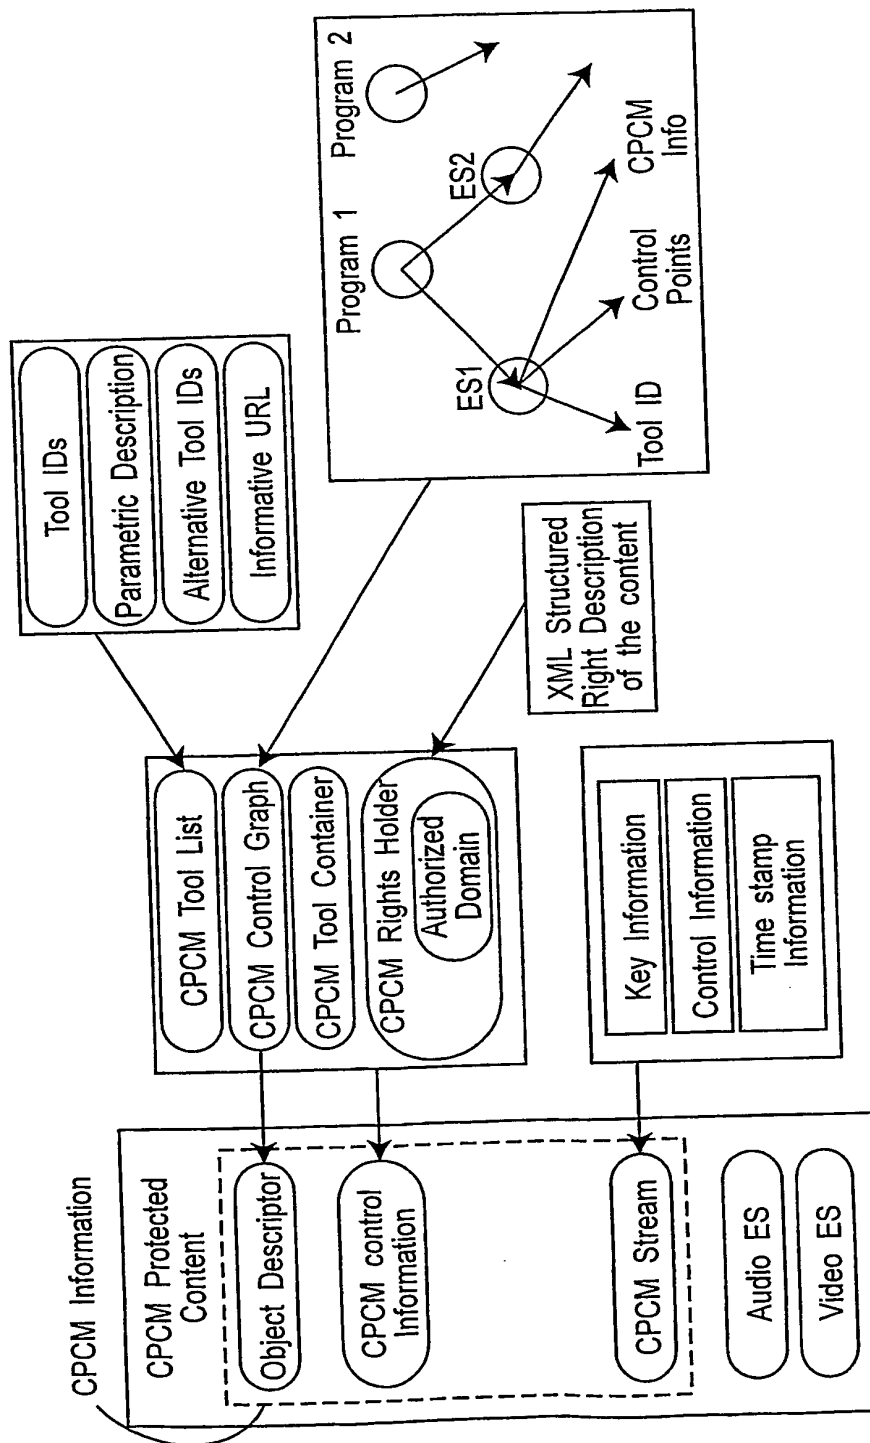 CPCM Information
CPCM Protected
Content
Object Descriptor
CPCM control
Information
CPCM Stream
Audio ES
Video ES
CPCM Tool List
CPCM Control Graph
CPCM Tool Container
CPCM Rights Holder
Authorized
Domain
Key Information
Control Information
Time stamp
Information
Tool IDs
Parametric Description
Alternative Tool IDs
Informative URL
XML Structured
Right Description
of the content
Program 1
Program 2
ES1
ES2
Tool ID
Control
Points
CPCM
Info